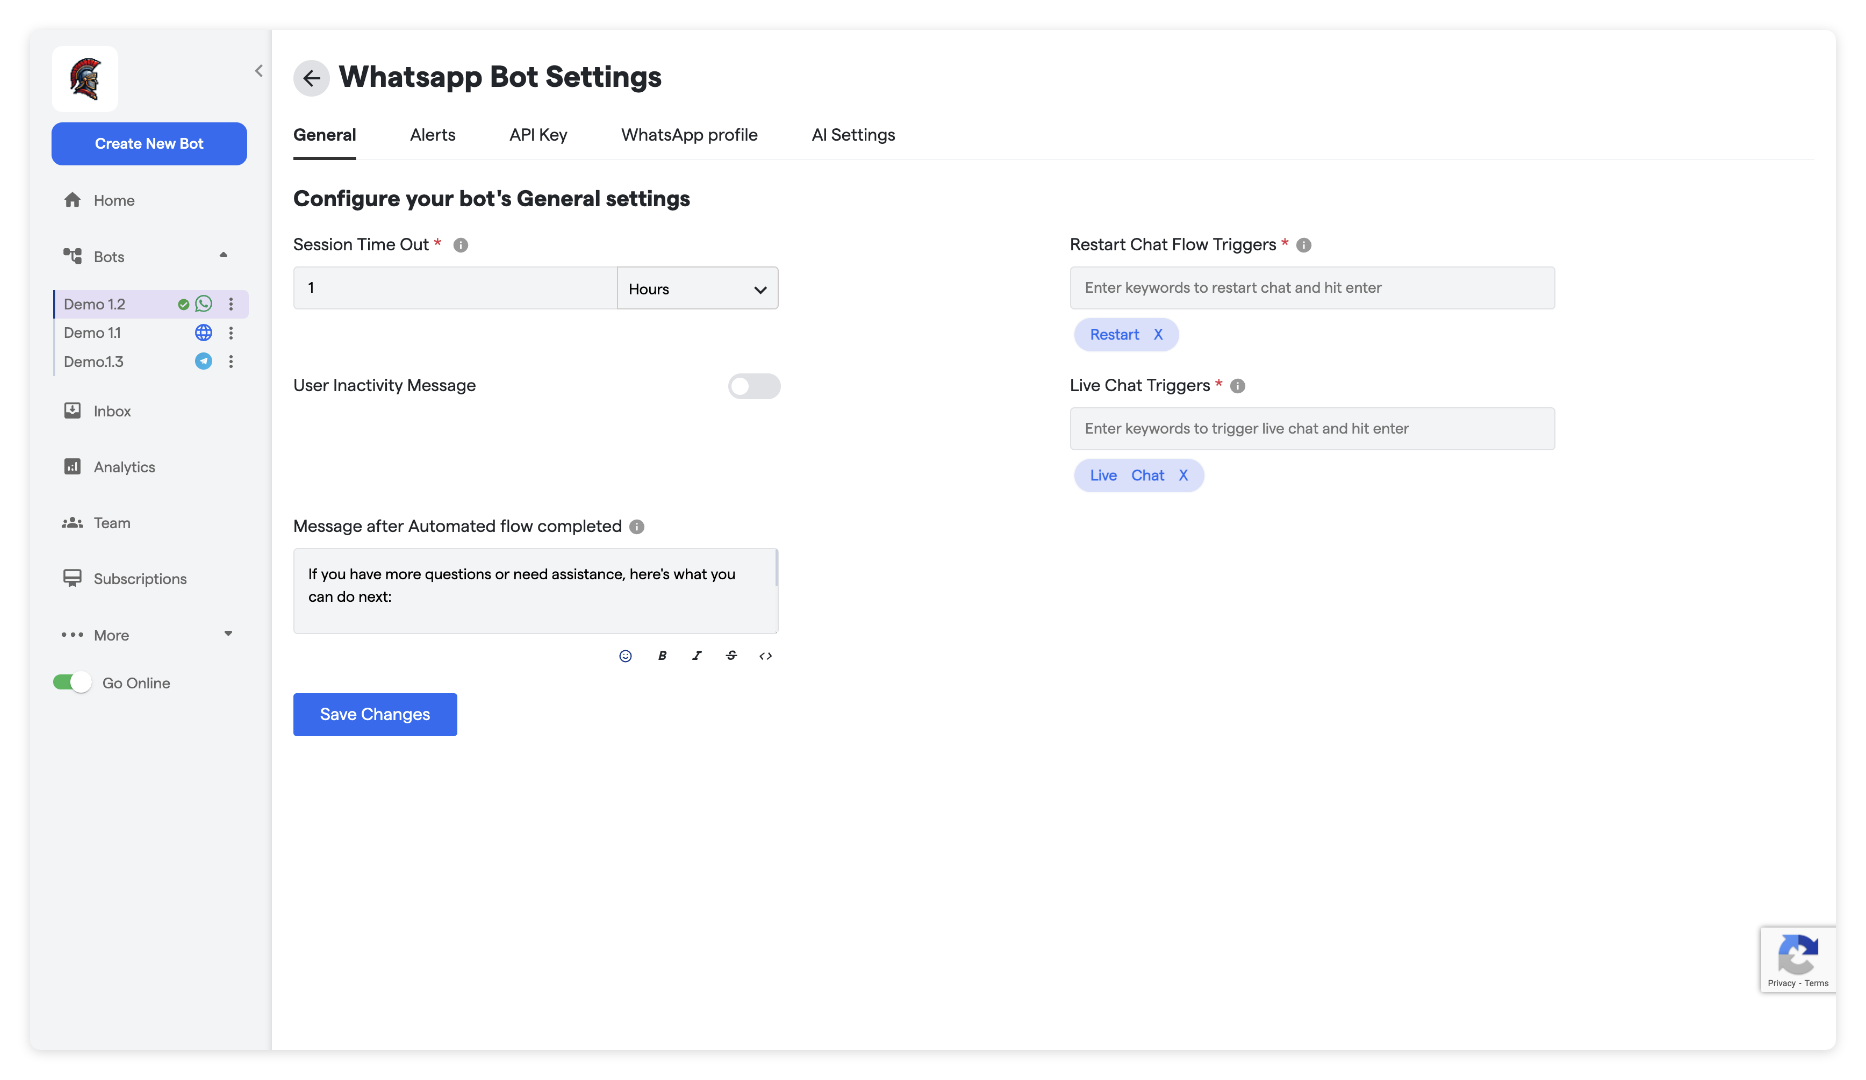 Create New Bot
Home
Bots
Demo 1.2
Demo 1.1
Demo.1.3
Inbox
Analytics
Team
Subscriptions
More
Go Online
Whatsapp Bot Settings
General
Alerts
API Key
WhatsApp profile
AI Settings
Configure your bot's General settings
Session Time Out *
1
Hours
Restart Chat Flow Triggers *
Enter keywords to restart chat and hit enter
Restart X
User Inactivity Message
Live Chat Triggers *
Enter keywords to trigger live chat and hit enter
Live Chat X
Message after Automated flow completed
If you have more questions or need assistance, here's what you
can do next:
B I S <>
Save Changes
Privacy - Terms